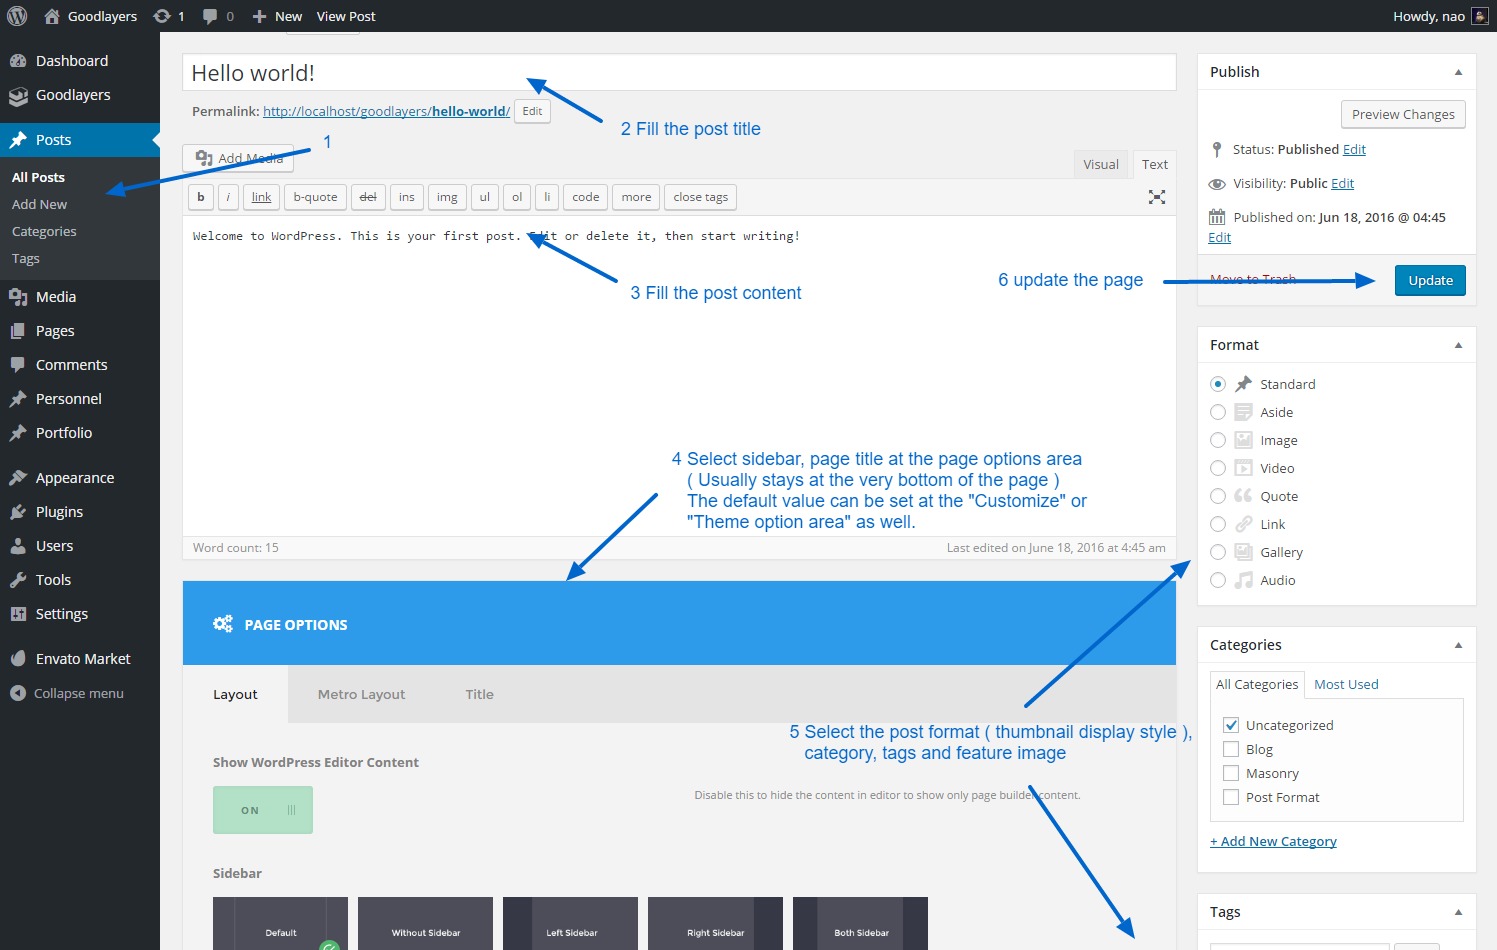 Goodlayers 1 0 New View Post Howdy, nao
Dashboard
Goodlayers
Posts
All Posts
Add New
Categories
Tags
Media
Pages
Comments
Personnel
Portfolio
Appearance
Plugins
Users
Tools
Settings
Envato Market
Collapse menu
Hello world!
Permalink: http://localhost/goodlayers/hello-world/ Edit
2 Fill the post title
1
Add Media
Visual Text
b i link b-quote del ins img ul ol li code more close tags
Welcome to WordPress. This is your first post. Edit or delete it, then start writing!
3 Fill the post content
6 update the page
4 Select sidebar, page title at the page options area
( Usually stays at the very bottom of the page )
The default value can be set at the "Customize" or
"Theme option area" as well.
Word count: 15 Last edited on June 18, 2016 at 4:45 am
PAGE OPTIONS
Layout Metro Layout Title
5 Select the post format ( thumbnail display style ),
category, tags and feature image
Show WordPress Editor Content
ON
Disable this to hide the content in editor to show only page builder content.
Sidebar
Default Without Sidebar Left Sidebar Right Sidebar Both Sidebar
Publish
Preview Changes
Status: Published Edit
Visibility: Public Edit
Published on: Jun 18, 2016 @ 04:45
Edit
Move to Trash Update
Format
Standard
Aside
Image
Video
Quote
Link
Gallery
Audio
Categories
All Categories Most Used
Uncategorized
Blog
Masonry
Post Format
+ Add New Category
Tags